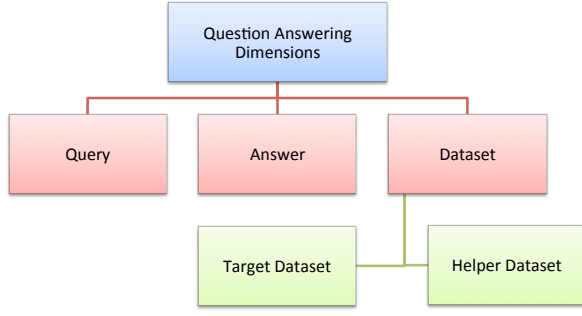 Question Answering
Dimensions
Query
Answer
Dataset
Target Dataset
Helper Dataset